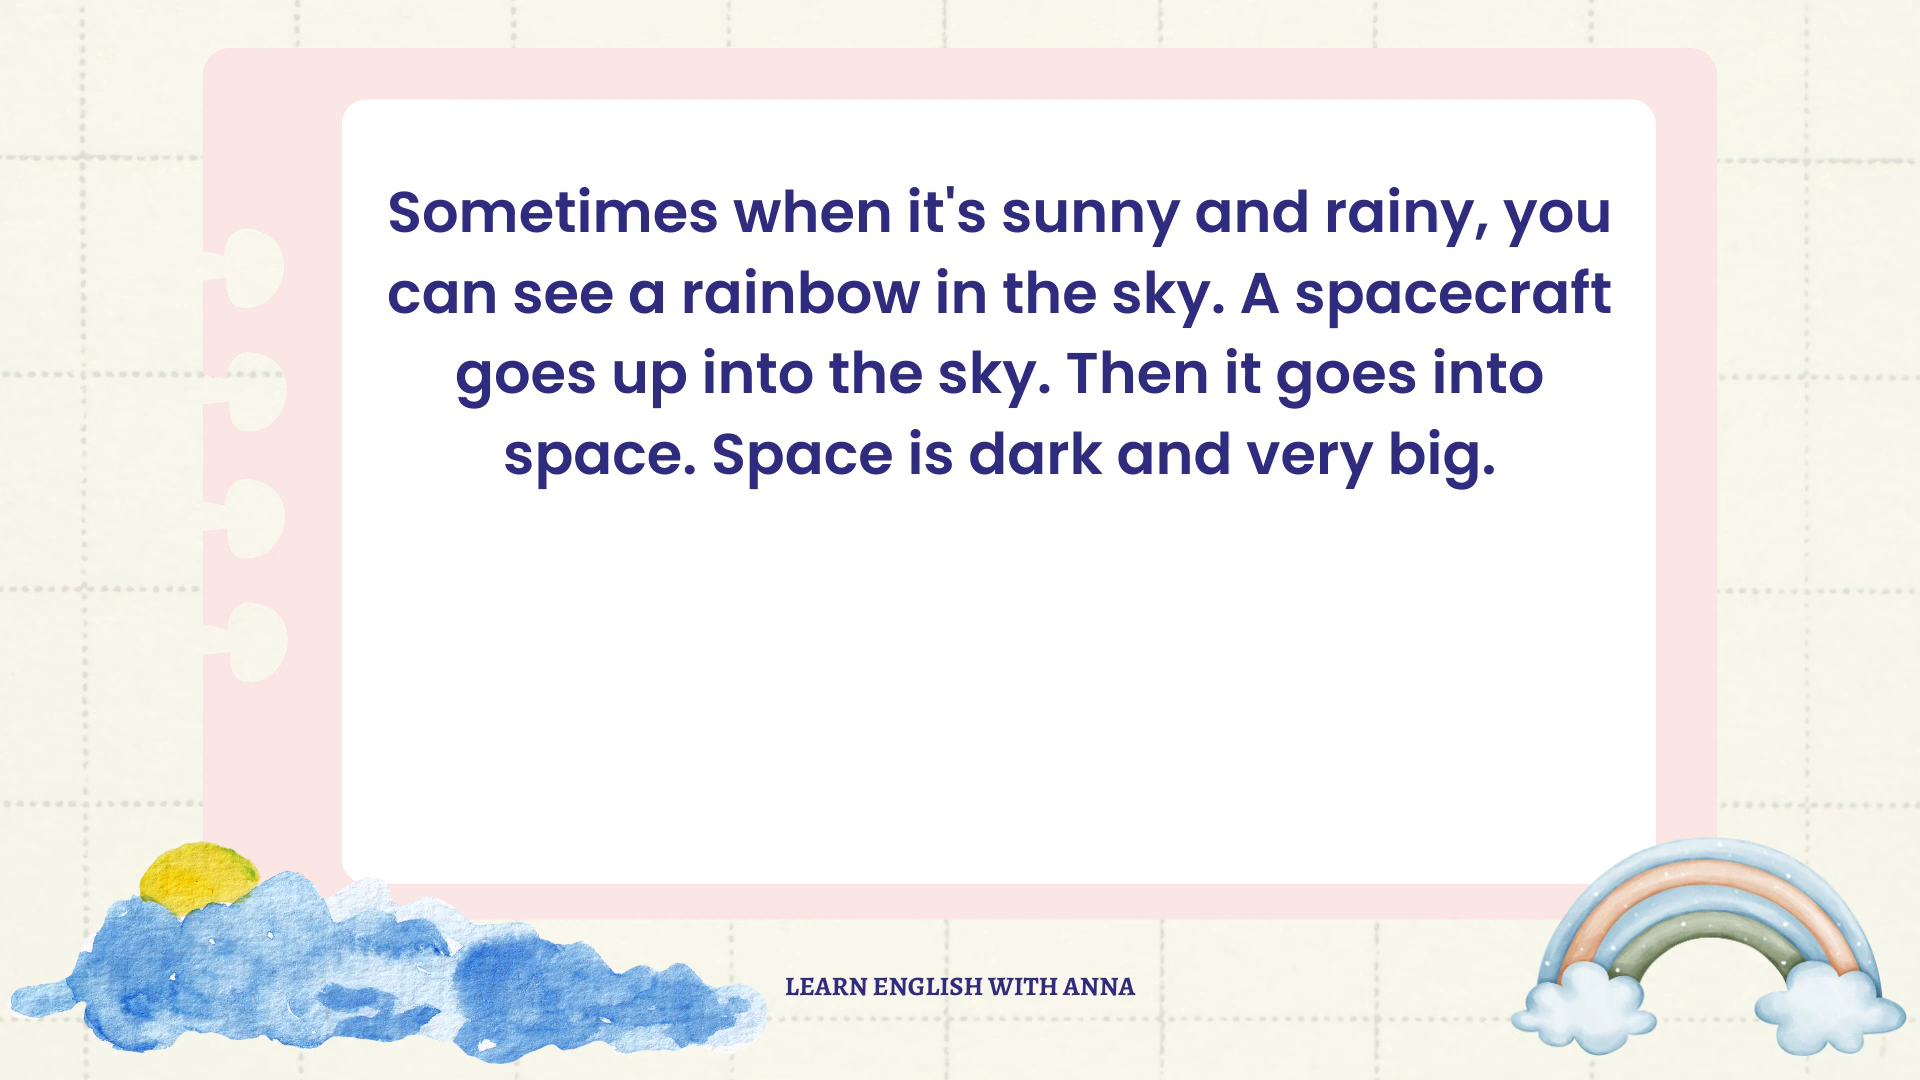 Sometimes when it's sunny and rainy, you
can see a rainbow in the sky. A spacecraft
goes up into the sky. Then it goes into
space. Space is dark and very big.
LEARN ENGLISH WITH ANNA